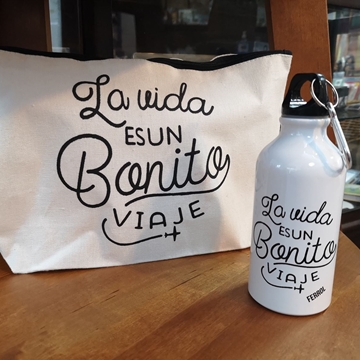 La vida
ES UN
Bonito
VIAJE
La vida
ES UN
Bonito
VIAJE
FERROL